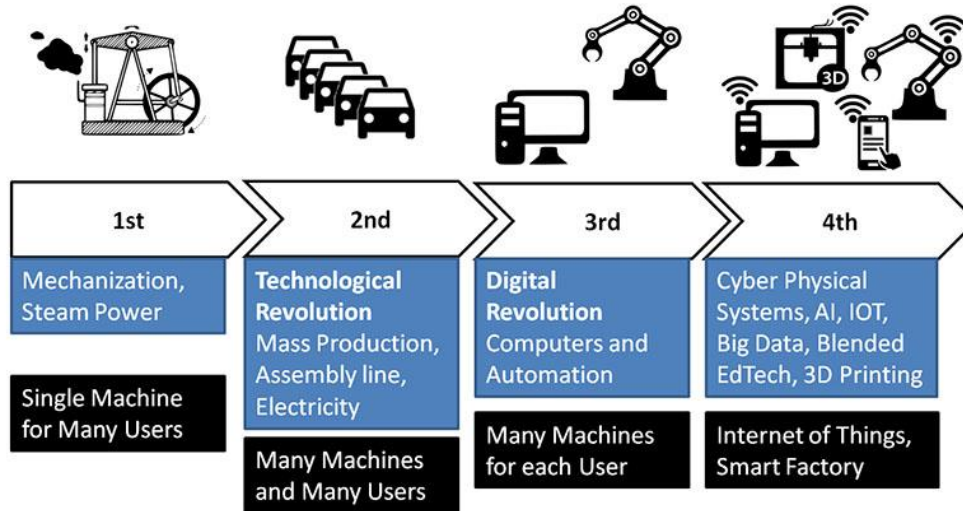 3D
1st
2nd
3rd
4th
Mechanization,
Steam Power
Technological
Revolution
Mass Production,
Assembly line,
Electricity
Digital
Revolution
Computers and
Automation
Cyber Physical
Systems, AI, IOT,
Big Data, Blended
EdTech, 3D Printing
Single Machine
for Many Users
Many Machines
and Many Users
Many Machines
for each User
Internet of Things,
Smart Factory